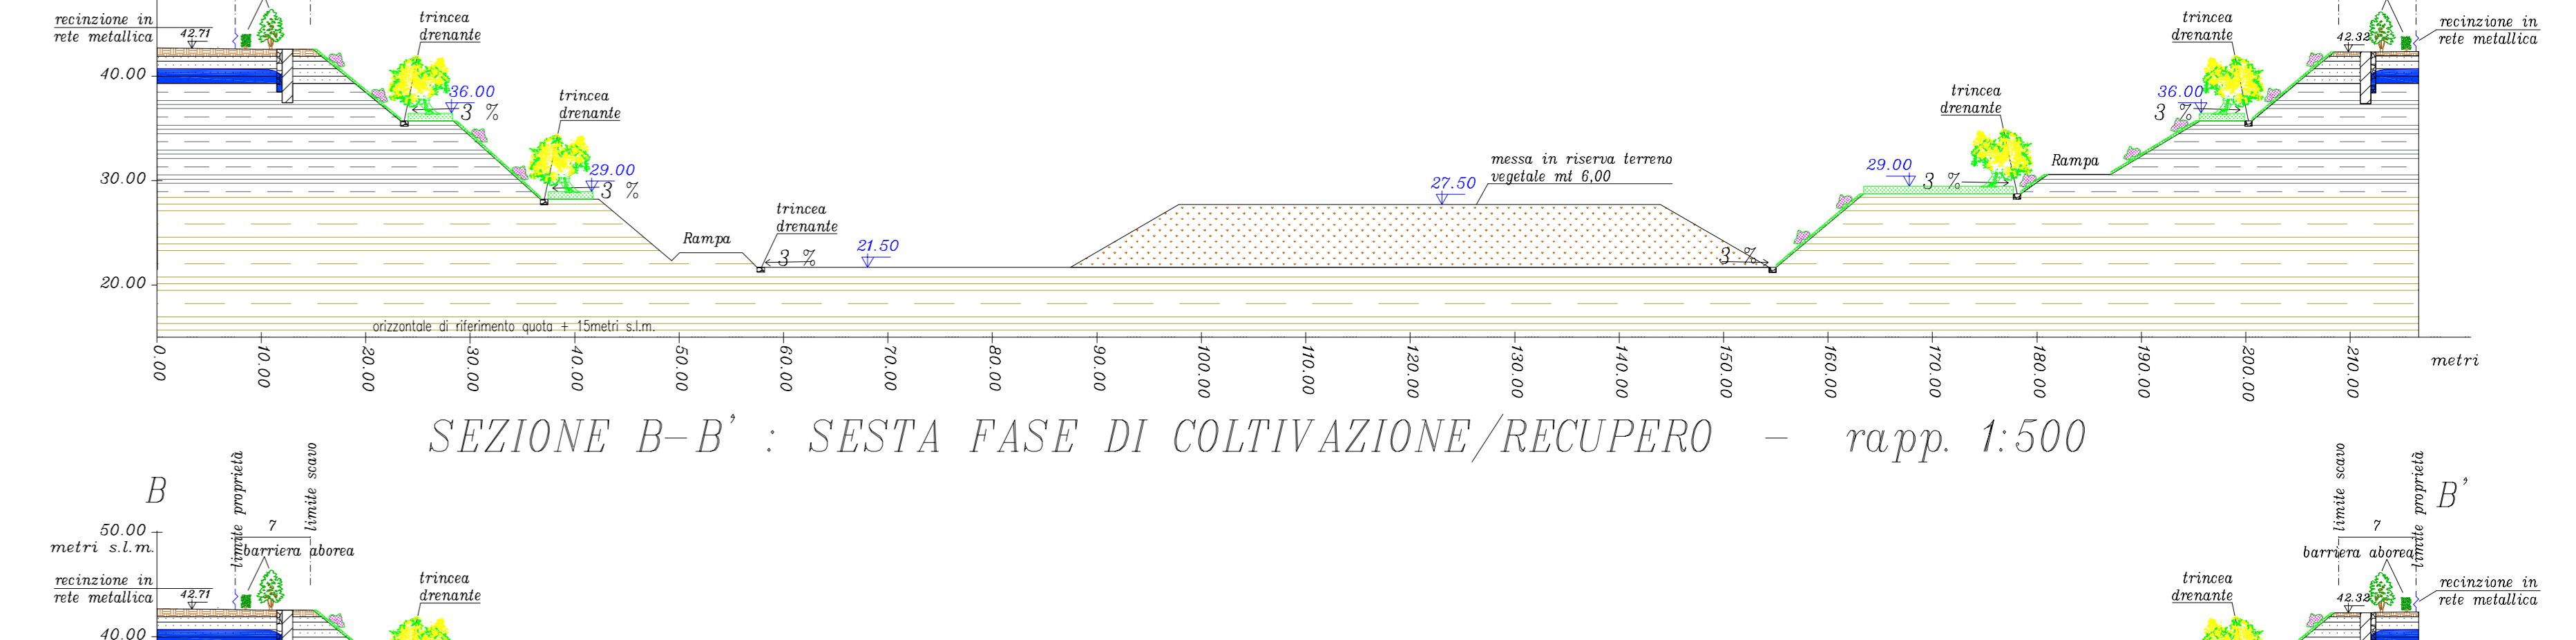 recinzione in
rete metallica
42.71
trincea
drenante
trincea
drenante
42.32
recinzione in
rete metallica
40.00
36.00
3 %
trincea
drenante
trincea
drenante
36.00
3 %
30.00
29.00
3 %
messa in riserva terreno
vegetale mt 6,00
27.50
29.00
3 %
Rampa
trincea
drenante
Rampa
3 %
21.50
3 %
20.00
orizzontale di riferimento quota + 15metri s.l.m.
0.00
10.00
20.00
30.00
40.00
50.00
60.00
70.00
80.00
90.00
100.00
110.00
120.00
130.00
140.00
150.00
160.00
170.00
180.00
190.00
200.00
210.00
metri
SEZIONE B-B' : SESTA FASE DI COLTIVAZIONE/RECUPERO - rapp. 1:500
B
limite proprietà
limite scavo
limite scavo
limite proprietà
B'
50.00
metri s.l.m.
7
barriera aborea
7
barriera aborea
recinzione in
rete metallica
42.71
trincea
drenante
trincea
drenante
42.32
recinzione in
rete metallica
40.00